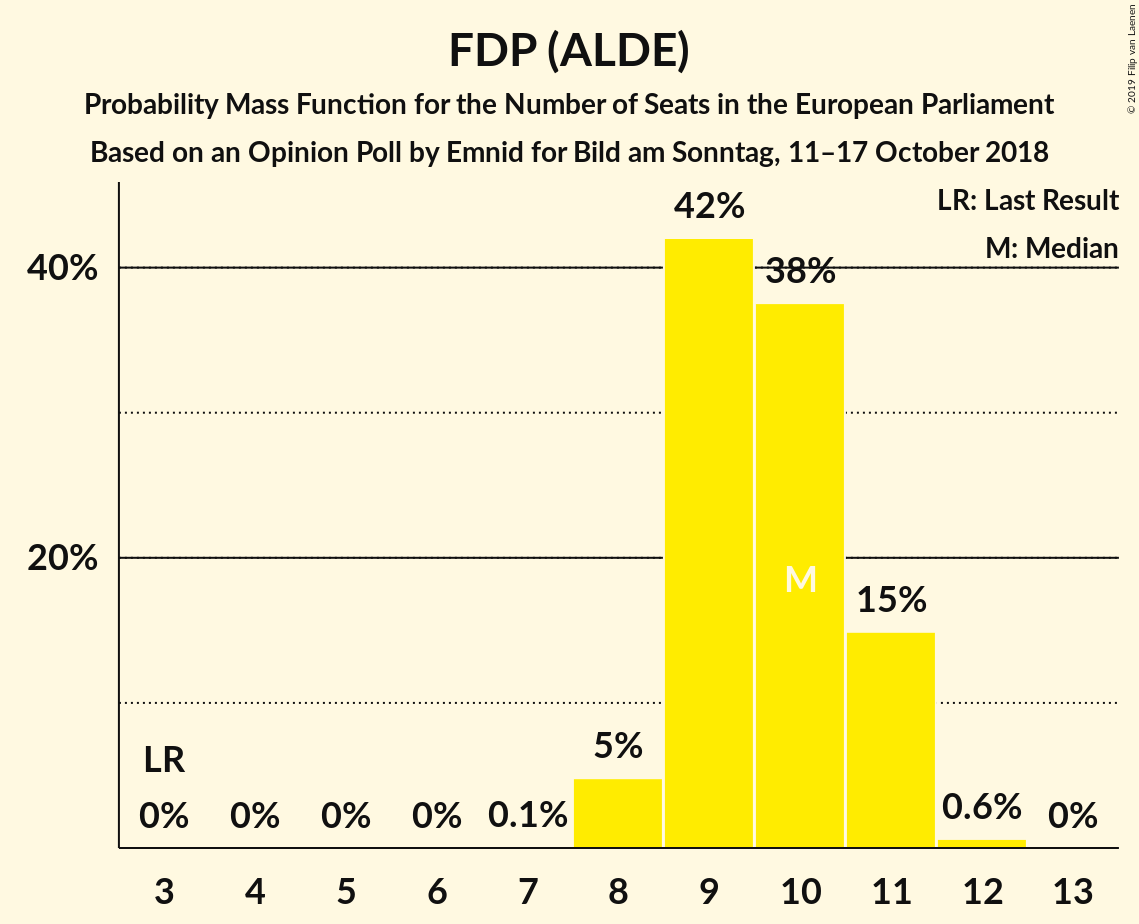 FDP (ALDE)
Probability Mass Function for the Number of Seats in the European Parliament
Based on an Opinion Poll by Emnid for Bild am Sonntag, 11–17 October 2018
© 2019 Filip van Laenen
LR: Last Result
M: Median
42%
40%
38%
20%
M
15%
5%
LR
0%
0%
0%
0%
0.1%
0.6%
0%
3 4 5 6 7 8 9 10 11 12 13